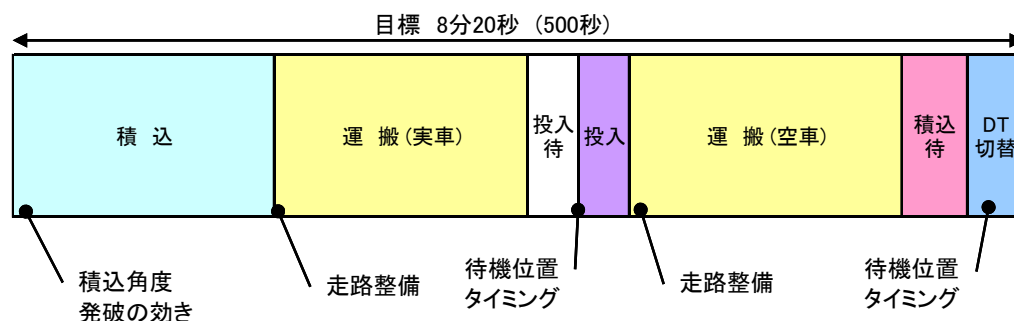 目標 8分20秒 (500秒)
積 込
運 搬(実車)
投入
待
投入
運 搬(空車)
積込
待
DT
切替
積込角度
発破の効き
走路整備
待機位置
タイミング
走路整備
待機位置
タイミング